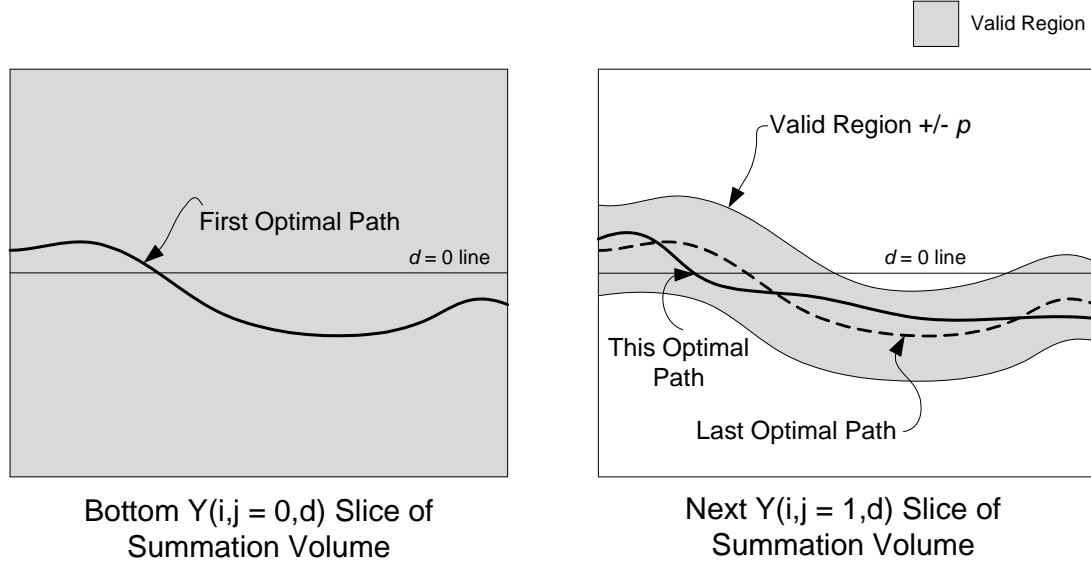 Valid Region
First Optimal Path
d = 0 line
Bottom Y(i,j = 0,d) Slice of
Summation Volume
Valid Region +/- p
d = 0 line
This Optimal
Path
Last Optimal Path
Next Y(i,j = 1,d) Slice of
Summation Volume